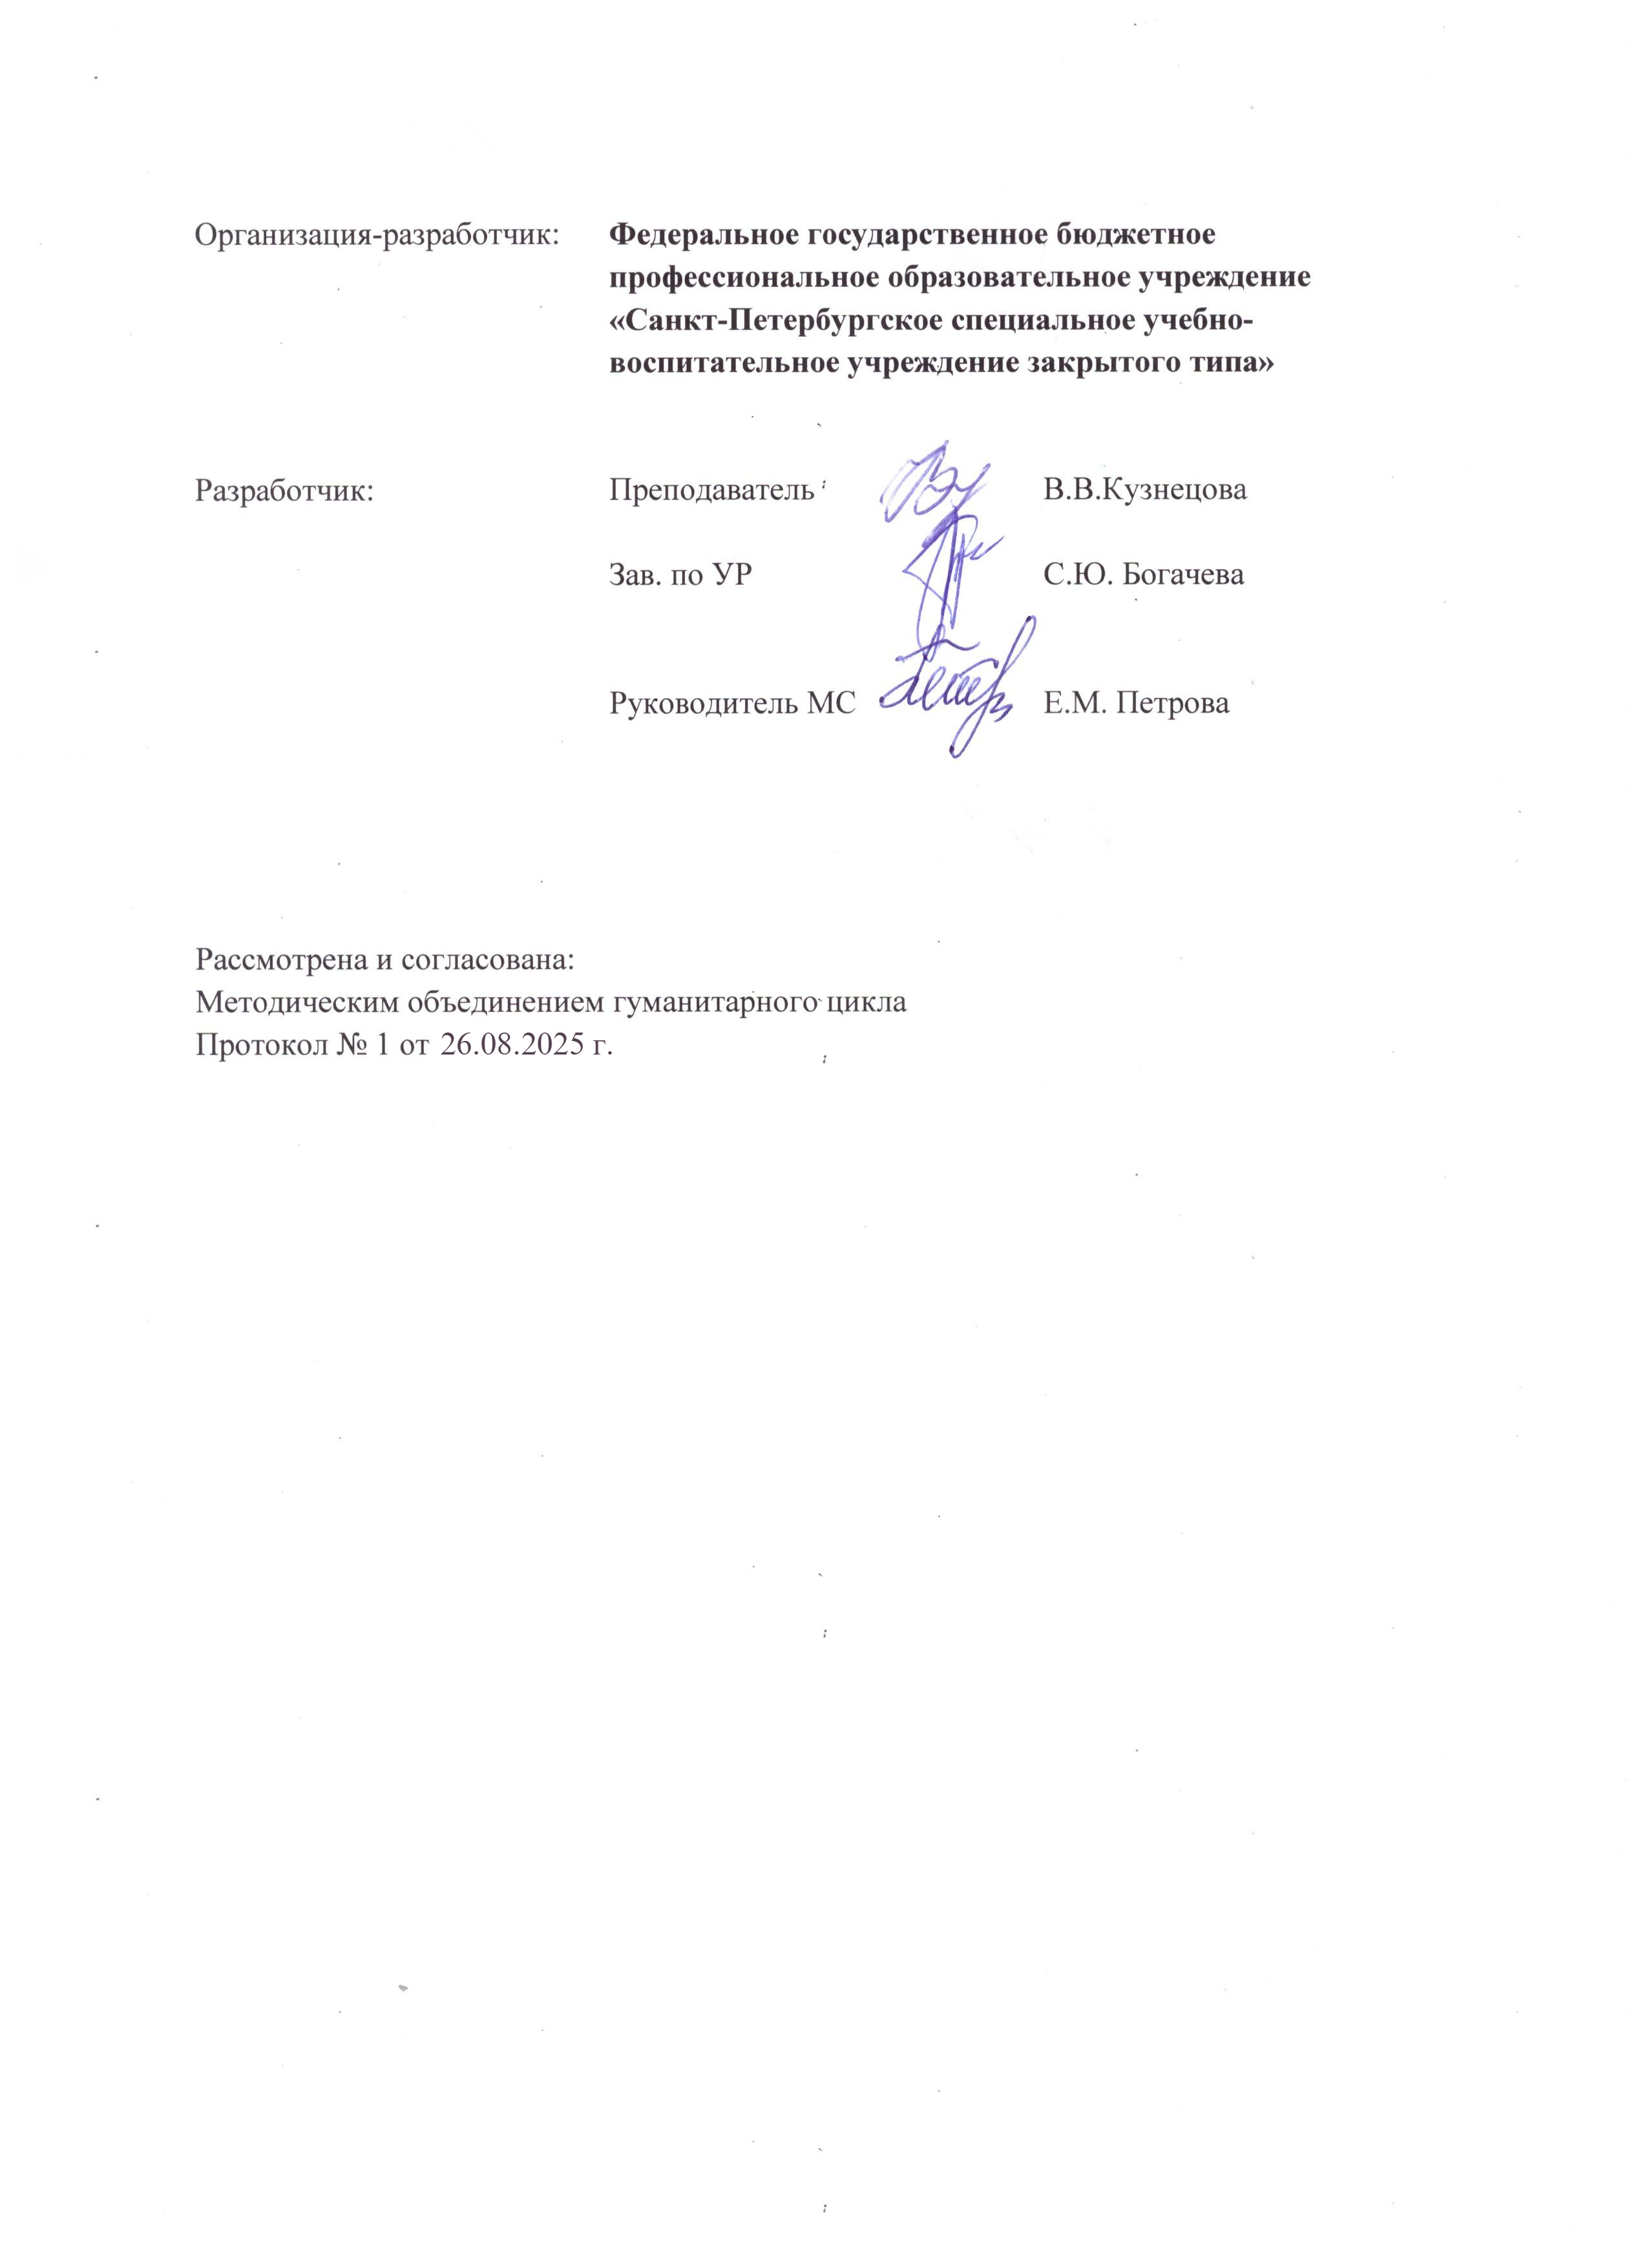 Организация-разработчик: Федеральное государственное бюджетное
профессиональное образовательное учреждение
«Санкт-Петербургское специальное учебно-
воспитательное учреждение закрытого типа»
Разработчик: Преподаватель В.В.Кузнецова
Зав. по УР С.Ю. Богачева
Руководитель МС Е.М. Петрова
Рассмотрена и согласована:
Методическим объединением гуманитарного цикла
Протокол № 1 от 26.08.2025 г.